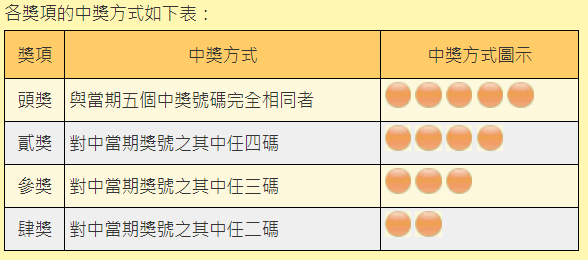 各獎項的中獎方式如下表：
獎項 中獎方式 中獎方式圖示
頭獎 與當期五個中獎號碼完全相同者
貳獎 對中當期獎號之其中任四碼
參獎 對中當期獎號之其中任三碼
肆獎 對中當期獎號之其中任二碼